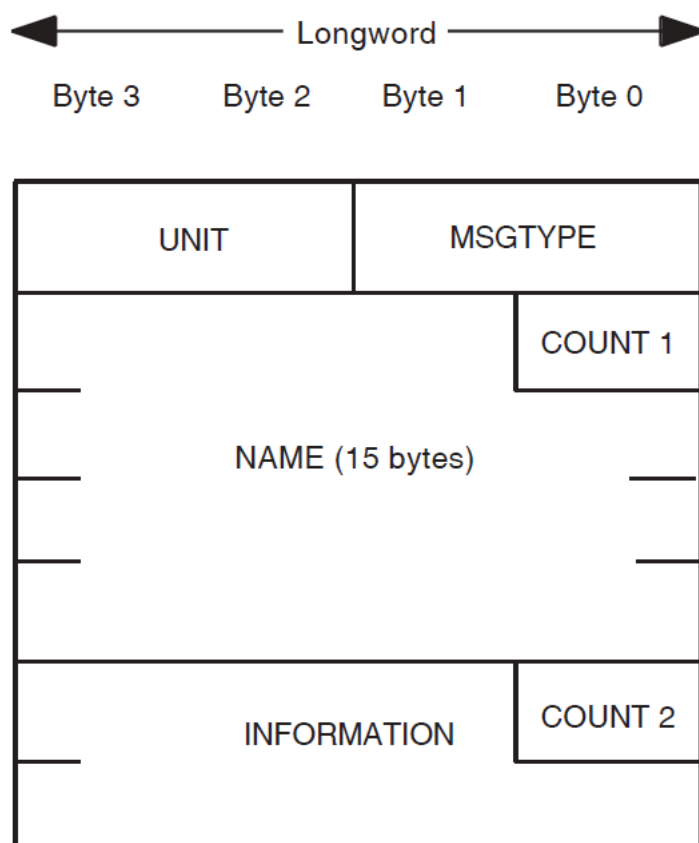 Longword
Byte 3 Byte 2 Byte 1 Byte 0
UNIT MSGTYPE
COUNT 1
NAME (15 bytes)
COUNT 2
INFORMATION